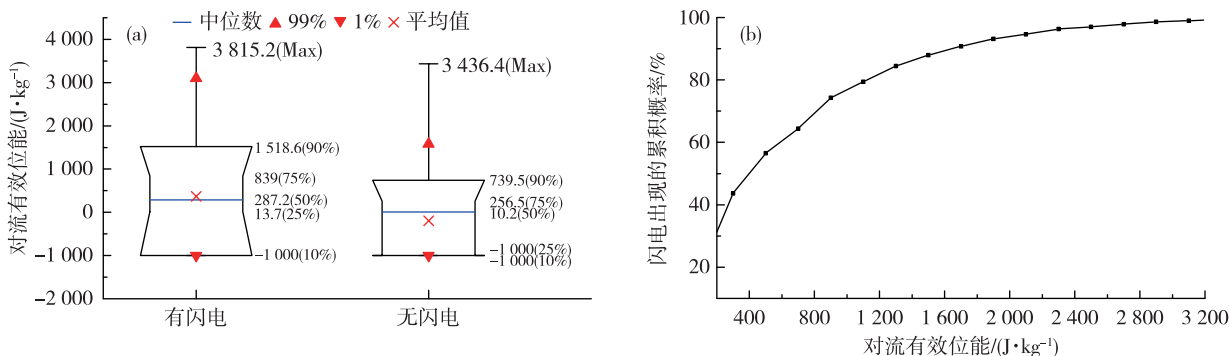 (a)
中位数 99% 1% 平均值
对流有效位能/(J·kg⁻¹)
4 000
3 000
2 000
1 000
0
−1 000
−2 000
3 815.2(Max)
1 518.6(90%)
839(75%)
287.2(50%)
13.7(25%)
−1 000(10%)
3 436.4(Max)
739.5(90%)
256.5(75%)
10.2(50%)
−1 000(25%)
−1 000(10%)
有闪电 无闪电
(b)
闪电出现的累积概率/%
100
80
60
40
20
400 800 1 200 1 600 2 000 2 400 2 800 3 200
对流有效位能/(J·kg⁻¹)